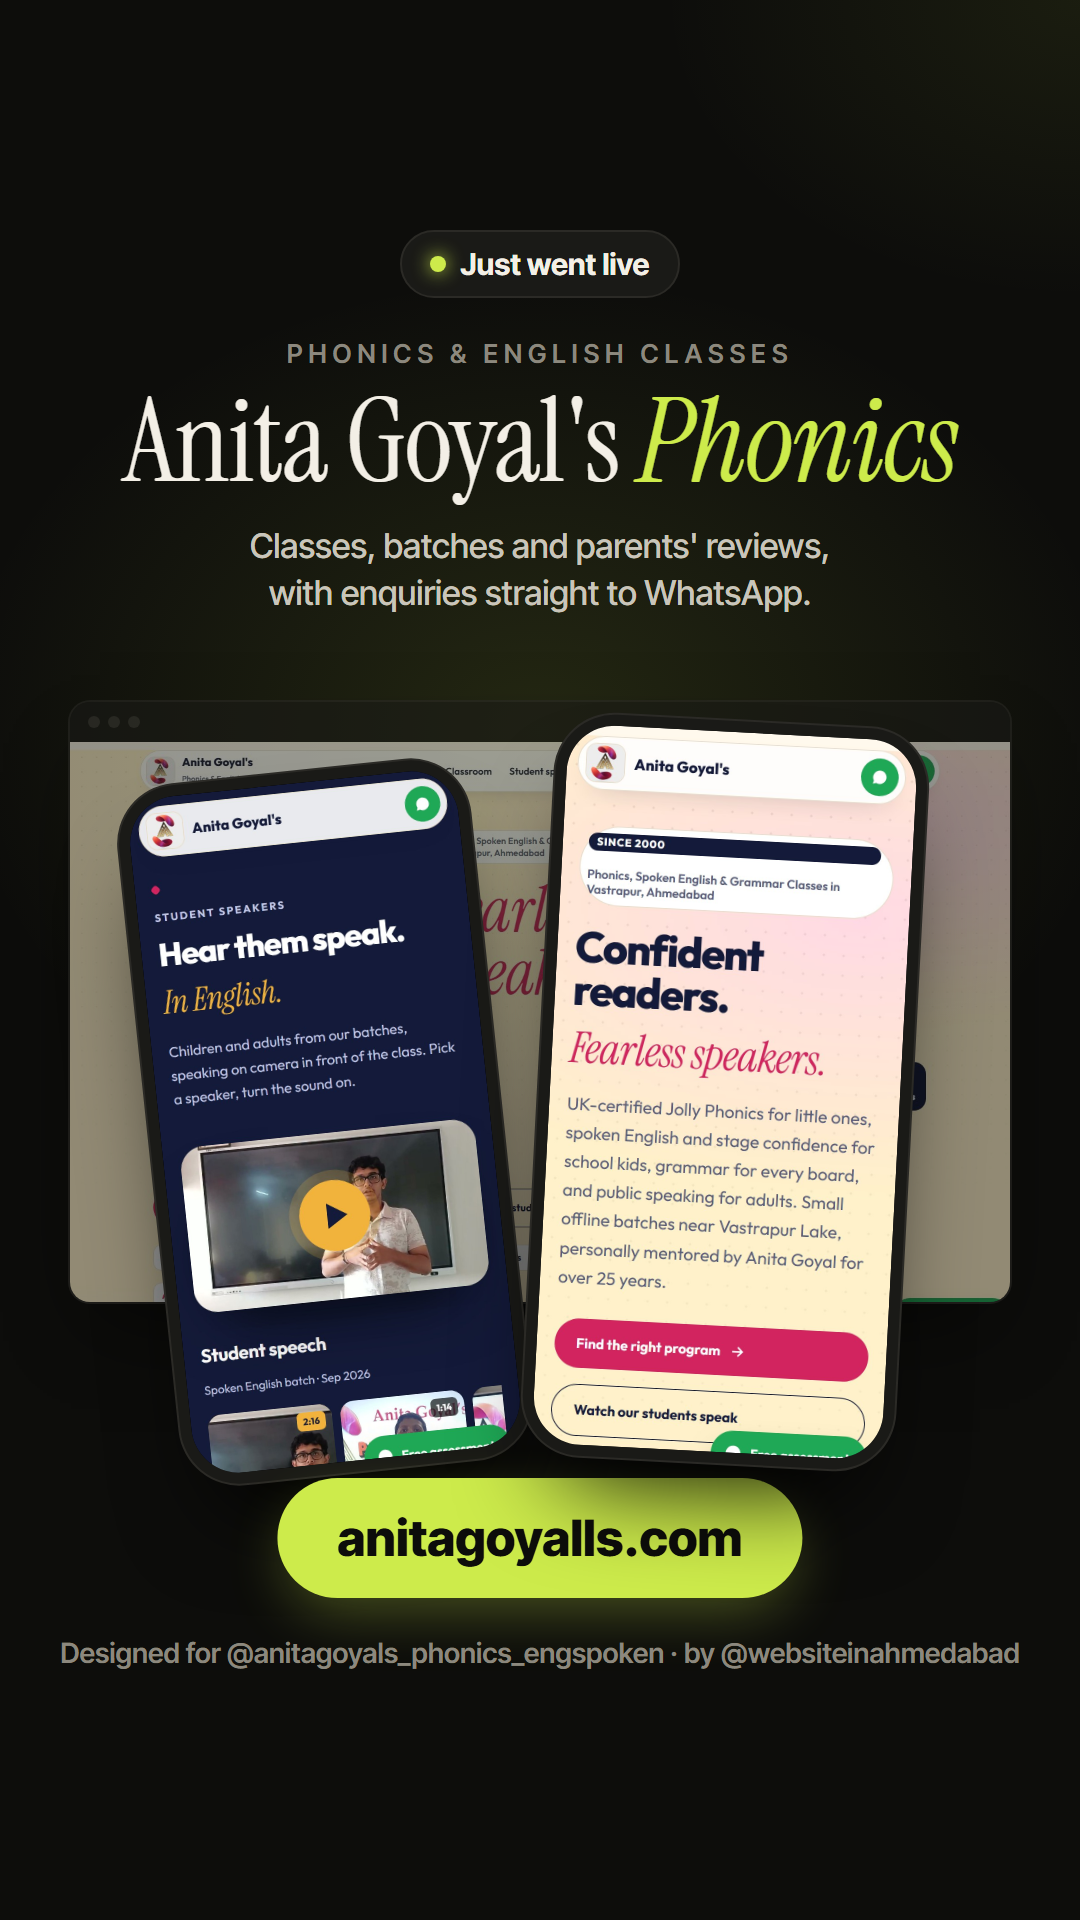 Just went live
PHONICS & ENGLISH CLASSES
Anita Goyal's Phonics
Classes, batches and parents' reviews,
with enquiries straight to WhatsApp.
Anita Goyal's
Classroom
Anita Goyal's
STUDENT SPEAKERS
Hear them speak.
In English.
Children and adults from our batches,
speaking on camera in front of the class. Pick
a speaker, turn the sound on.
Student speech
Spoken English batch · Sep 2026
2:16
1:14
Anita Goyal's
SINCE 2000
Phonics, Spoken English & Grammar Classes in
Vastrapur, Ahmedabad
Confident
readers.
Fearless speakers.
UK-certified Jolly Phonics for little ones,
spoken English and stage confidence for
school kids, grammar for every board,
and public speaking for adults. Small
offline batches near Vastrapur Lake,
personally mentored by Anita Goyal for
over 25 years.
Find the right program →
Watch our students speak
anitagoyalls.com
Designed for @anitagoyals_phonics_engspoken · by @websiteinahmedabad